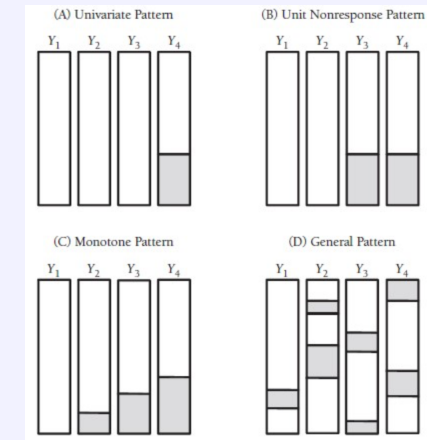 (A) Univariate Pattern
Y1 Y2 Y3 Y4
(B) Unit Nonresponse Pattern
Y1 Y2 Y3 Y4
(C) Monotone Pattern
Y1 Y2 Y3 Y4
(D) General Pattern
Y1 Y2 Y3 Y4